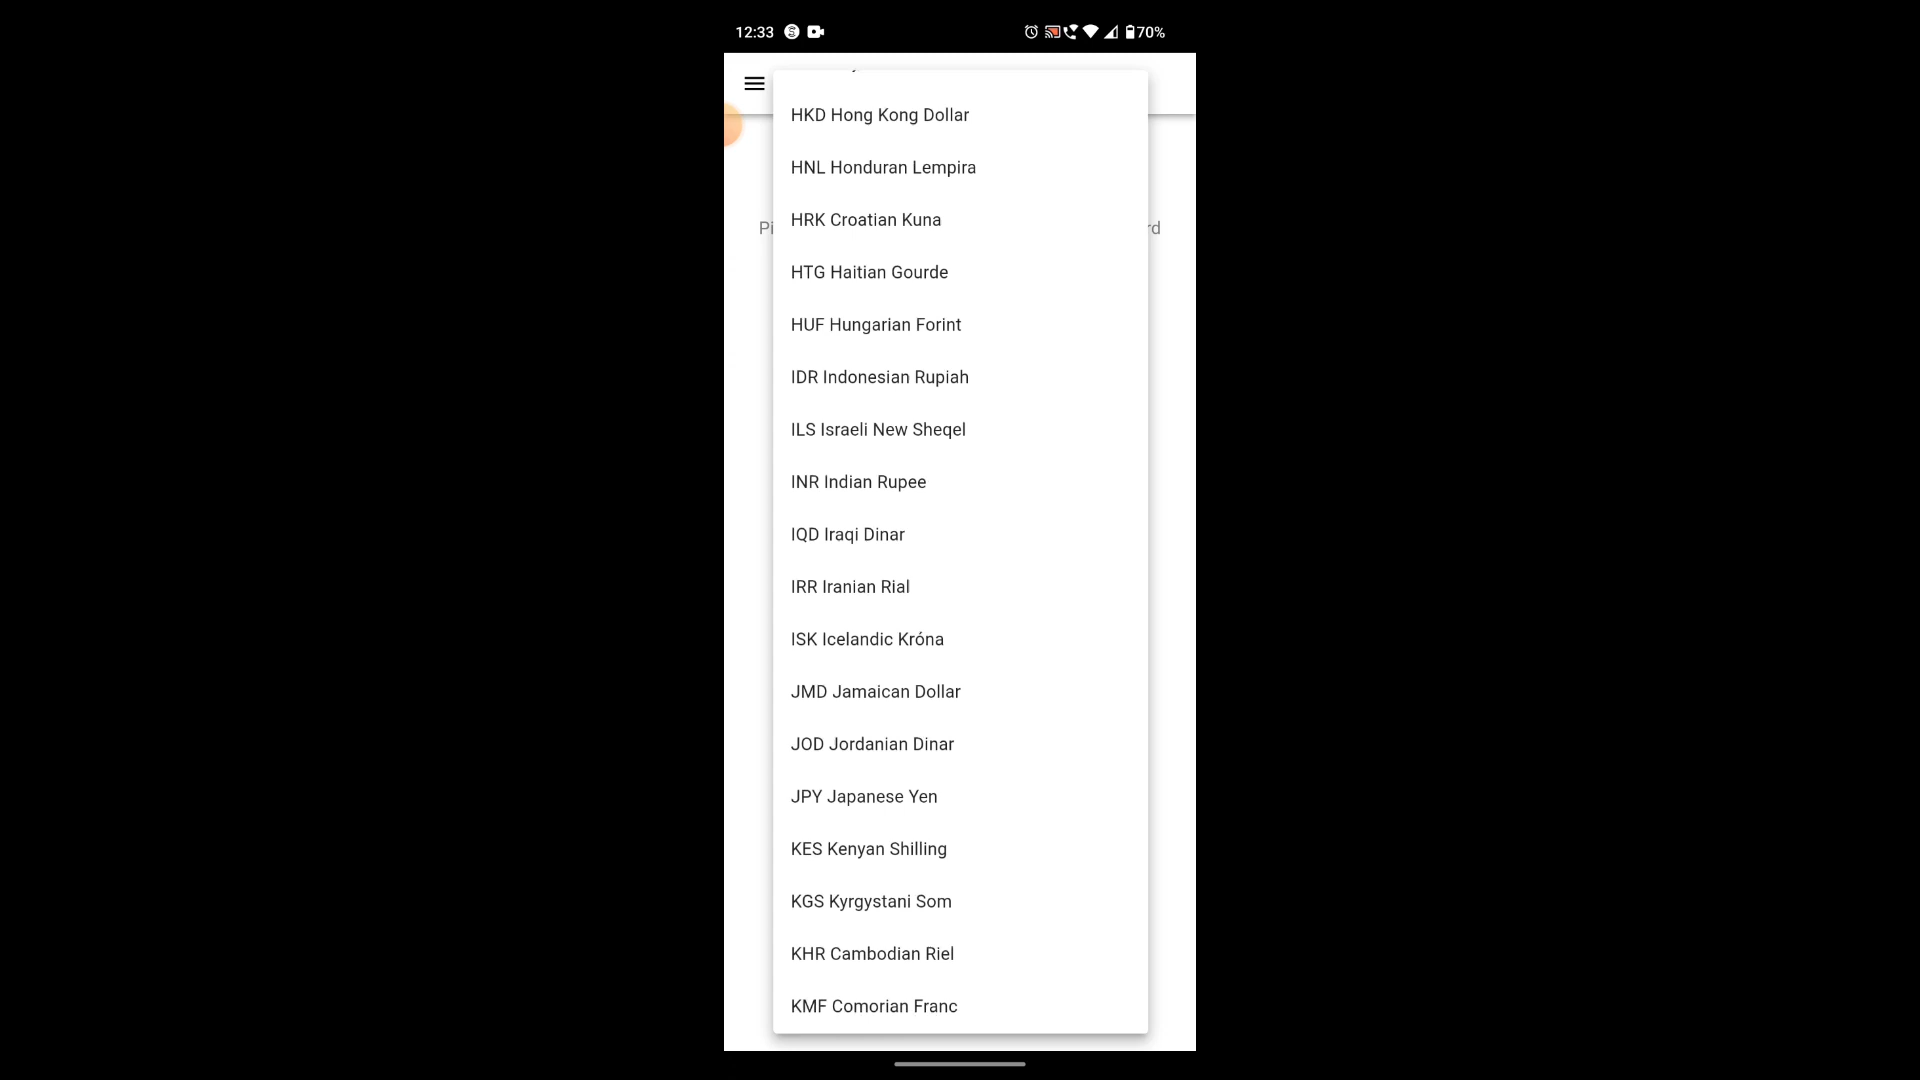 12:33 70%
HKD Hong Kong Dollar
HNL Honduran Lempira
HRK Croatian Kuna
HTG Haitian Gourde
HUF Hungarian Forint
IDR Indonesian Rupiah
ILS Israeli New Sheqel
INR Indian Rupee
IQD Iraqi Dinar
IRR Iranian Rial
ISK Icelandic Króna
JMD Jamaican Dollar
JOD Jordanian Dinar
JPY Japanese Yen
KES Kenyan Shilling
KGS Kyrgystani Som
KHR Cambodian Riel
KMF Comorian Franc